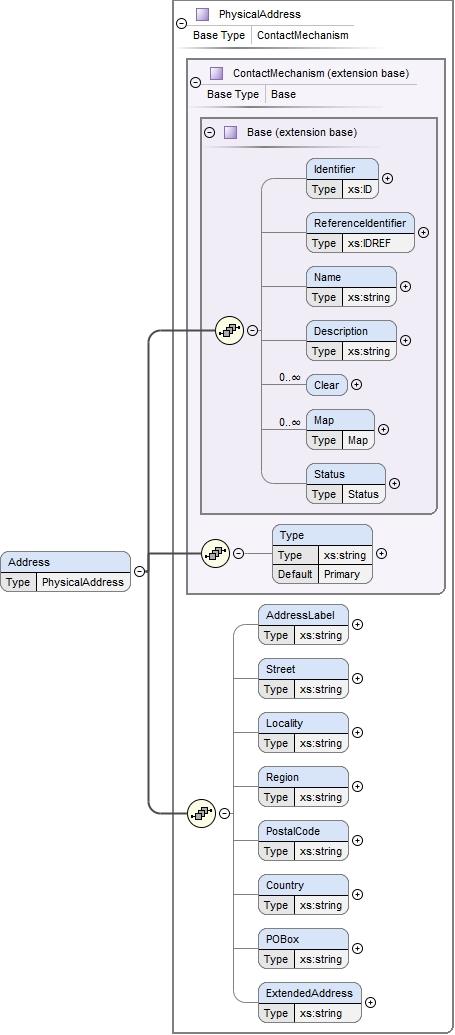 PhysicalAddress
Base Type ContactMechanism
ContactMechanism (extension base)
Base Type Base
Base (extension base)
Identifier
Type xs:ID
ReferenceIdentifier
Type xs:IDREF
Name
Type xs:string
Description
Type xs:string
0..∞
Clear
0..∞
Map
Type Map
Status
Type Status
Type
Type xs:string
Default Primary
Address
Type PhysicalAddress
AddressLabel
Type xs:string
Street
Type xs:string
Locality
Type xs:string
Region
Type xs:string
PostalCode
Type xs:string
Country
Type xs:string
POBox
Type xs:string
ExtendedAddress
Type xs:string